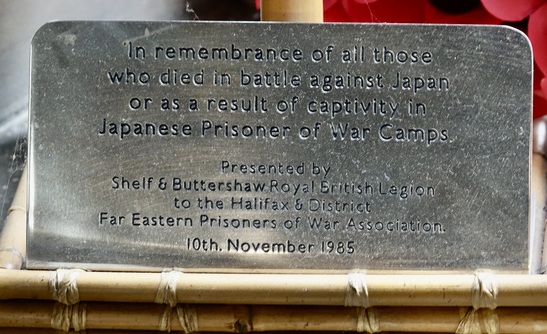 In remembrance of all those
who died in battle against Japan
or as a result of captivity in
Japanese Prisoner of War Camps.
Presented by
Shelf & Buttershaw Royal British Legion
to the Halifax & District
Far Eastern Prisoners of War Association.
10th. November 1985